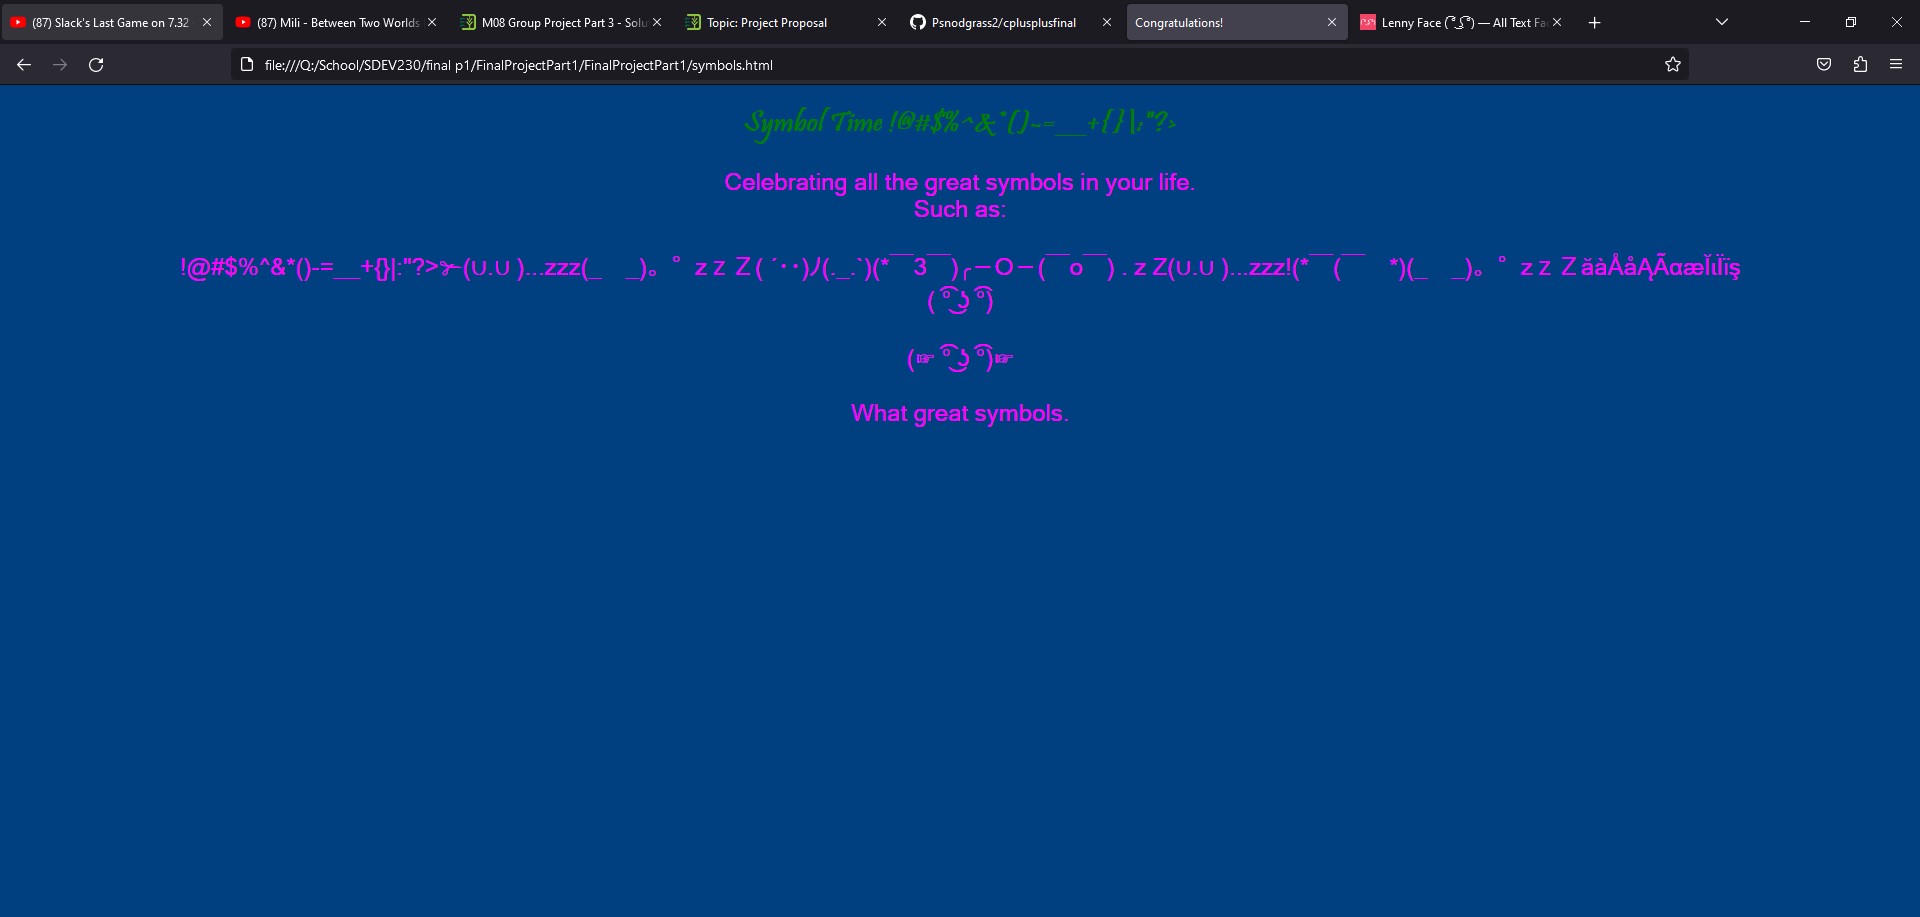 (87) Slack's Last Game on 7.32
(87) Mili - Between Two Worlds
M08 Group Project Part 3 - Solu
Topic: Project Proposal
Psnodgrass2/cplusplusfinal
Congratulations!
Lenny Face ( ͡° ͜ʖ ͡°) — All Text Fac
file:///Q:/School/SDEV230/final p1/FinalProjectPart1/FinalProjectPart1/symbols.html
Symbol Time !@#$%^&*()-=__+{}|:"?>
Celebrating all the great symbols in your life.
Such as:
!@#$%^&*()-=__+{}|:"?>✃(∪.∪ )...zzz(_　_)。゜zｚＺ( ´･･)ﾉ(._.`)(*￣3￣)╭－O－(￣o￣) . z Z(∪.∪ )...zzz!(*￣(￣　*)(_　_)。゜zｚＺăàÅåĄÃɑæĬƖÏïş
( ͡° ͜ʖ ͡°)
(☞ ͡° ͜ʖ ͡°)☞
What great symbols.